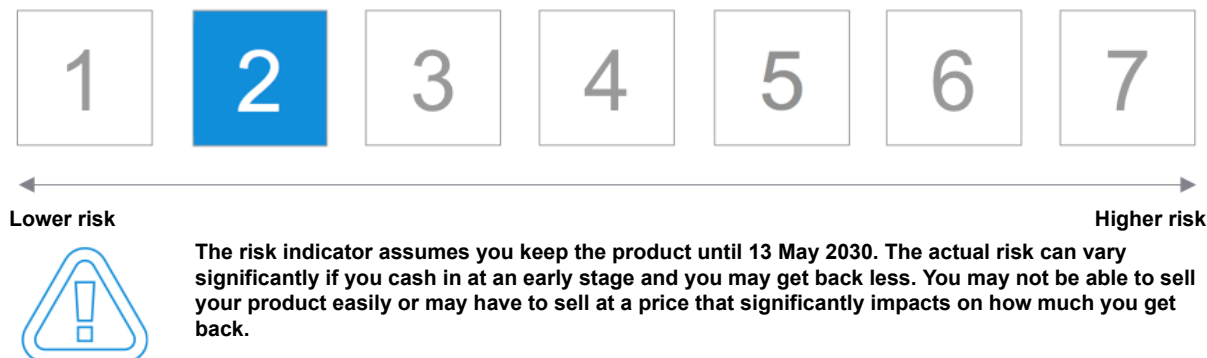 1 2 3 4 5 6 7
Lower risk Higher risk
The risk indicator assumes you keep the product until 13 May 2030. The actual risk can vary
significantly if you cash in at an early stage and you may get back less. You may not be able to sell
your product easily or may have to sell at a price that significantly impacts on how much you get
back.